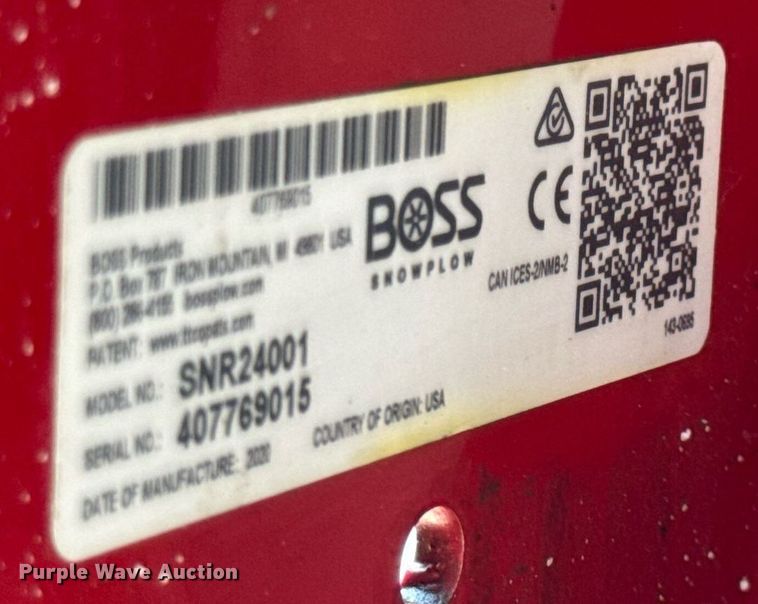 407769015
BOSS
SNOWPLOW
CE
CAN ICES-2/NMB-2
143-0695
BOSS Products
P.O. Box 787, IRON MOUNTAIN, MI 49801 USA
(800) 286-4155 bossplow.com
PATENT: www.ttcopats.com
MODEL NO.: SNR24001
SERIAL NO.: 407769015
DATE OF MANUFACTURE: 2020
COUNTRY OF ORIGIN: USA
Purple Wave Auction